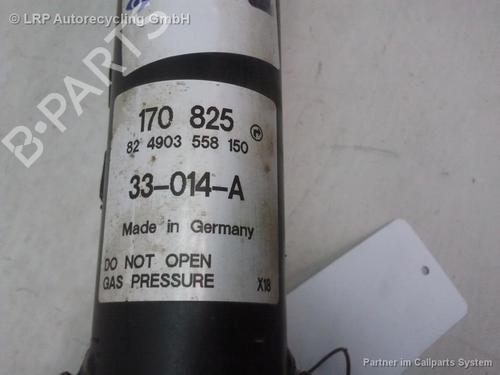 © LRP Autorecycling GmbH
B-PARTS
170 825
82 4903 558 150
33-014-A
Made in Germany
DO NOT OPEN
GAS PRESSURE X18
Partner im Callparts System